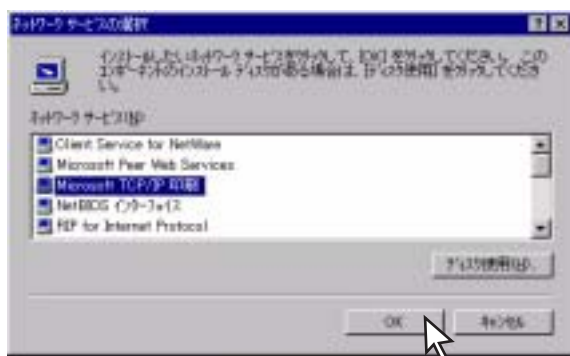 ネットワーク サービスの選択
インストールしたいネットワーク サービスをクリックして、[OK] をクリックしてください。この
コンポーネントのインストール ディスクがある場合は、[ディスク使用] をクリックしてくださ
い。
ネットワーク サービス(N):
Client Service for NetWare
Microsoft Peer Web Services
Microsoft TCP/IP 印刷
NetBIOS インターフェイス
RIP for Internet Protocol
ディスク使用(H)...
OK
キャンセル